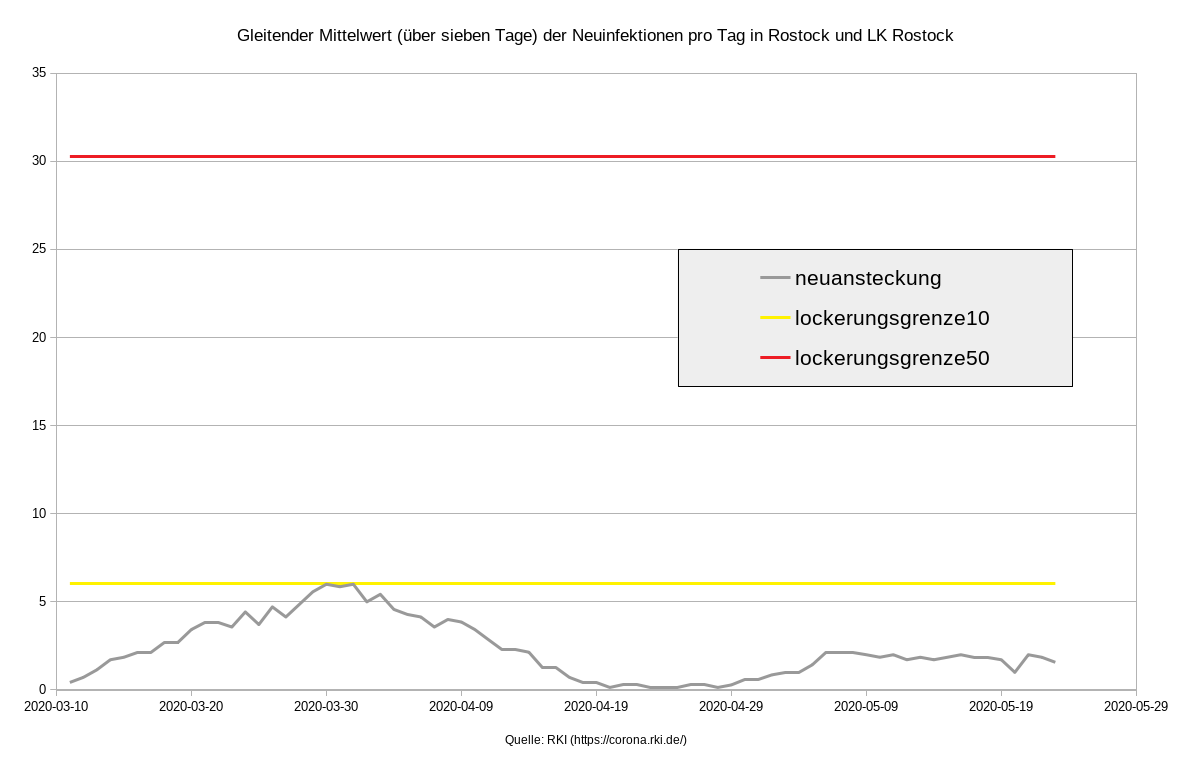 Gleitender Mittelwert (über sieben Tage) der Neuinfektionen pro Tag in Rostock und LK Rostock
35
30
25
20
15
10
5
0
neuansteckung
lockerungsgrenze10
lockerungsgrenze50
2020-03-10 2020-03-20 2020-03-30 2020-04-09 2020-04-19 2020-04-29 2020-05-09 2020-05-19 2020-05-29
Quelle: RKI (https://corona.rki.de/)